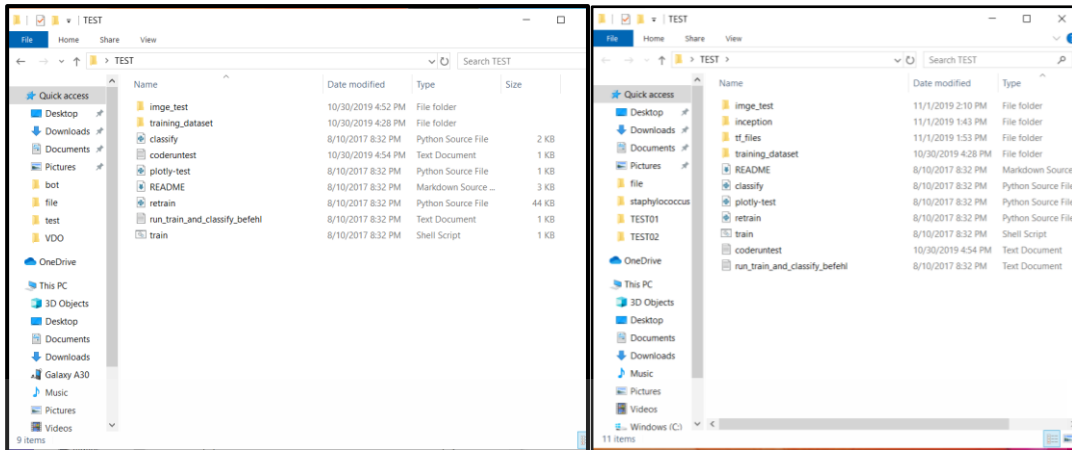 TEST
File Home Share View
> TEST
Search TEST
Name Date modified Type Size
Quick access
Desktop
Downloads
Documents
Pictures
bot
file
test
VDO
OneDrive
This PC
3D Objects
Desktop
Documents
Downloads
Galaxy A30
Music
Pictures
Videos
imge_test 10/30/2019 4:52 PM File folder
training_dataset 10/30/2019 4:28 PM File folder
classify 8/10/2017 8:32 PM Python Source File 2 KB
coderuntest 10/30/2019 4:54 PM Text Document 1 KB
plotly-test 8/10/2017 8:32 PM Python Source File 1 KB
README 8/10/2017 8:32 PM Markdown Source ... 3 KB
retrain 8/10/2017 8:32 PM Python Source File 44 KB
run_train_and_classify_befehl 8/10/2017 8:32 PM Text Document 1 KB
train 8/10/2017 8:32 PM Shell Script 1 KB
9 items
TEST
File Home Share View
> TEST >
Search TEST
Name Date modified Type
Quick access
Desktop
Downloads
Documents
Pictures
file
staphylococcus
TEST01
TEST02
OneDrive
This PC
3D Objects
Desktop
Documents
Downloads
Music
Pictures
Videos
Windows (C:)
imge_test 11/1/2019 2:10 PM File folder
inception 11/1/2019 1:43 PM File folder
tf_files 11/1/2019 1:53 PM File folder
training_dataset 10/30/2019 4:28 PM File folder
README 8/10/2017 8:32 PM Markdown Source
classify 8/10/2017 8:32 PM Python Source File
plotly-test 8/10/2017 8:32 PM Python Source File
retrain 8/10/2017 8:32 PM Python Source File
train 8/10/2017 8:32 PM Shell Script
coderuntest 10/30/2019 4:54 PM Text Document
run_train_and_classify_befehl 8/10/2017 8:32 PM Text Document
11 items